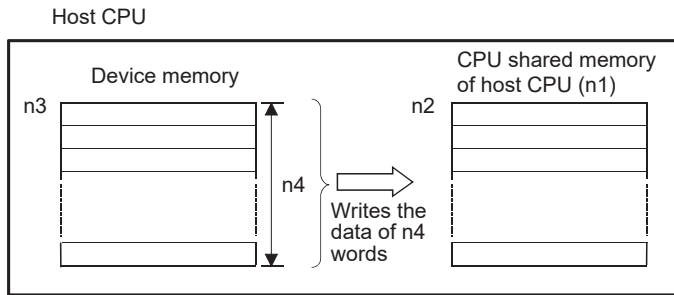 Host CPU
Device memory
CPU shared memory
of host CPU (n1)
n3
n2
n4
Writes the
data of n4
words